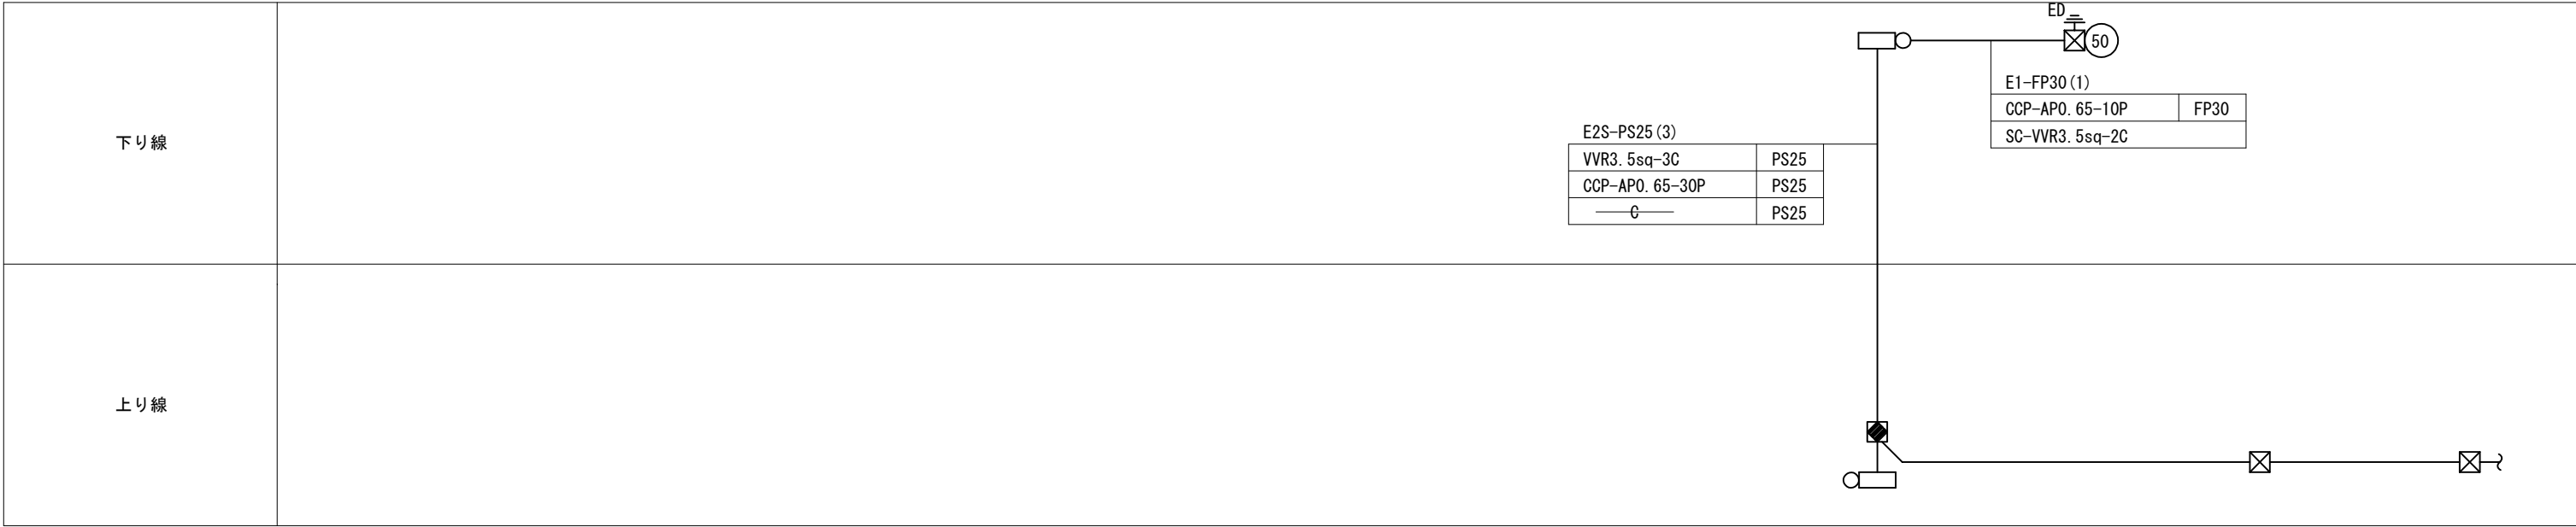 ED
50
E1-FP30(1)
CCP-AP0.65-10P FP30
SC-VVR3.5sq-2C
下り線
E2S-PS25(3)
VVR3.5sq-3C PS25
CCP-AP0.65-30P PS25
C PS25
上り線